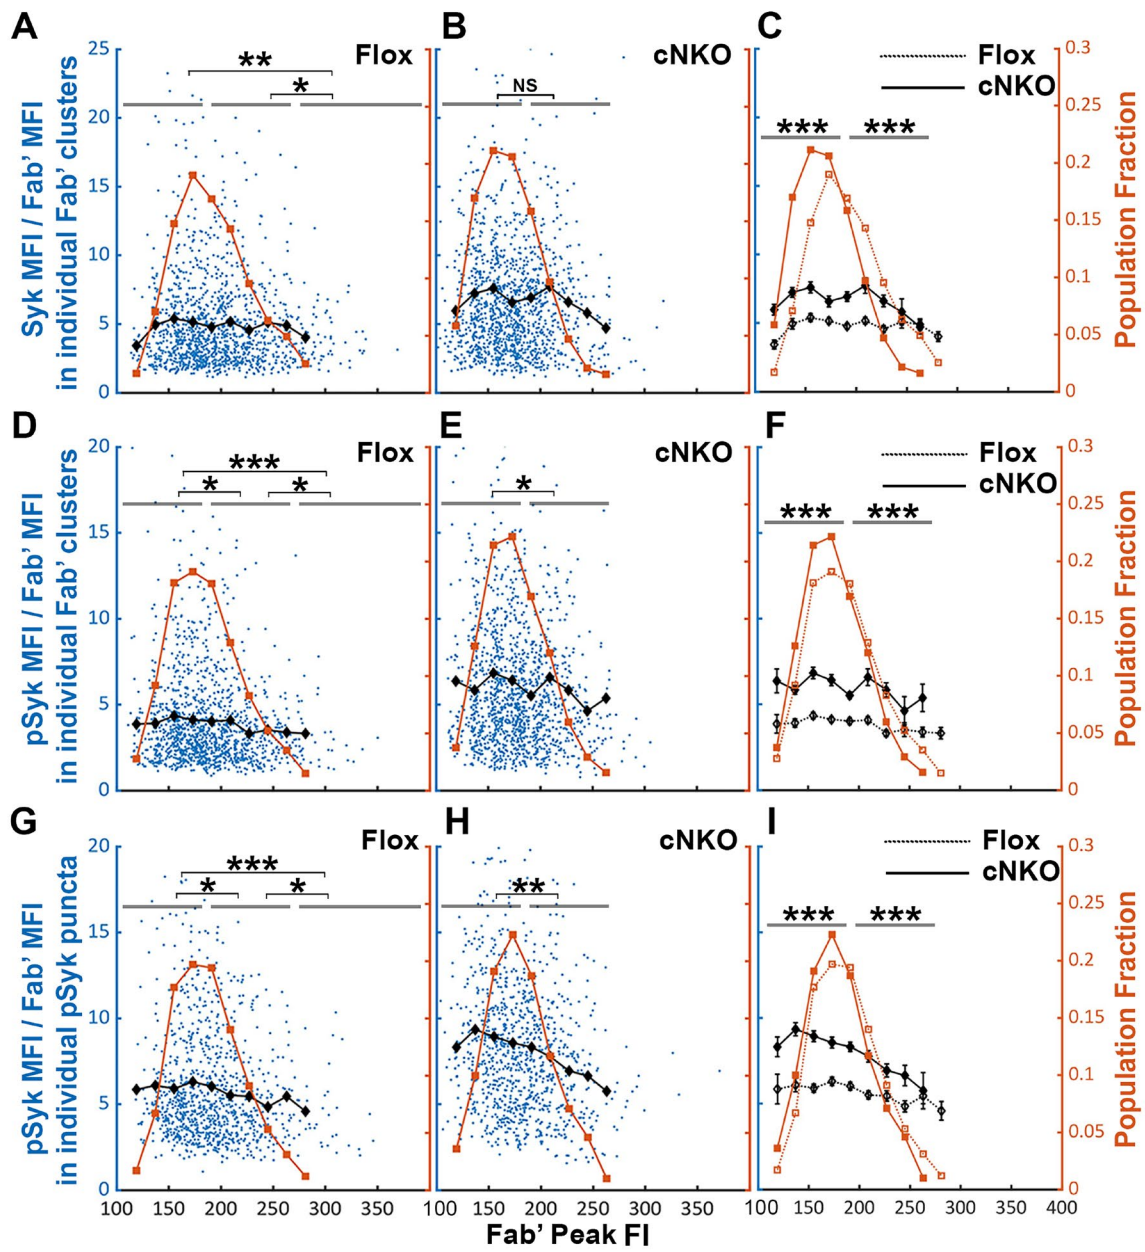 A
B
C
Syk MFI / Fab’ MFI
in individual Fab’ clusters
25
20
15
10
5
0
Flox
**
*
cNKO
NS
Flox
cNKO
***
***
0.3
0.25
0.2
0.15
0.1
0.05
0
Population Fraction
D
E
F
pSyk MFI / Fab’ MFI
in individual Fab’ clusters
20
15
10
5
0
Flox
***
*
*
cNKO
*
Flox
cNKO
***
***
0.3
0.25
0.2
0.15
0.1
0.05
0
Population Fraction
G
H
I
pSyk MFI / Fab’ MFI
in individual pSyk puncta
20
15
10
5
0
Flox
***
*
*
cNKO
**
Flox
cNKO
***
***
0.3
0.25
0.2
0.15
0.1
0.05
0
Population Fraction
100 150 200 250 300 350 100 150 200 250 300 350 100 150 200 250 300 350 400
Fab’ Peak FI